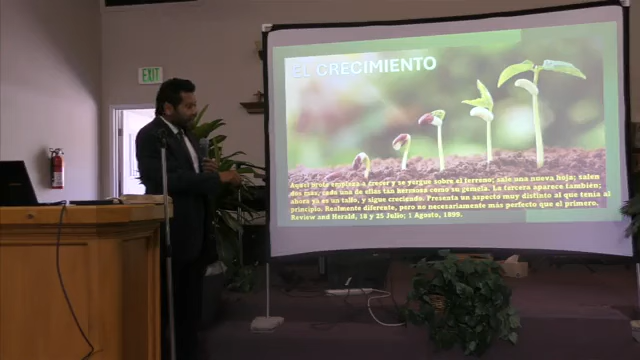 EXIT
EL CRECIMIENTO
Aquel brote empieza a crecer y se yergue sobre el terreno; sale una nueva hoja; salen
dos más, cada una de ellas tan hermosa como su gemela. La tercera aparece también;
ahora ya es un tallo, y sigue creciendo. Presenta un aspecto muy distinto al que tenía al
principio. Realmente diferente, pero no necesariamente más perfecto que el primero.
Review and Herald, 18 y 25 Julio; 1 Agosto, 1899.